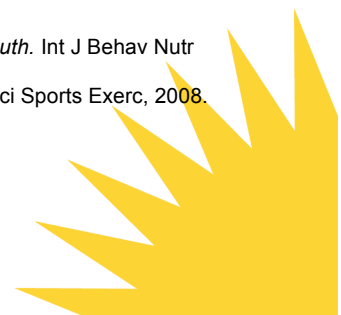 uth. Int J Behav Nutr
ci Sports Exerc, 2008.